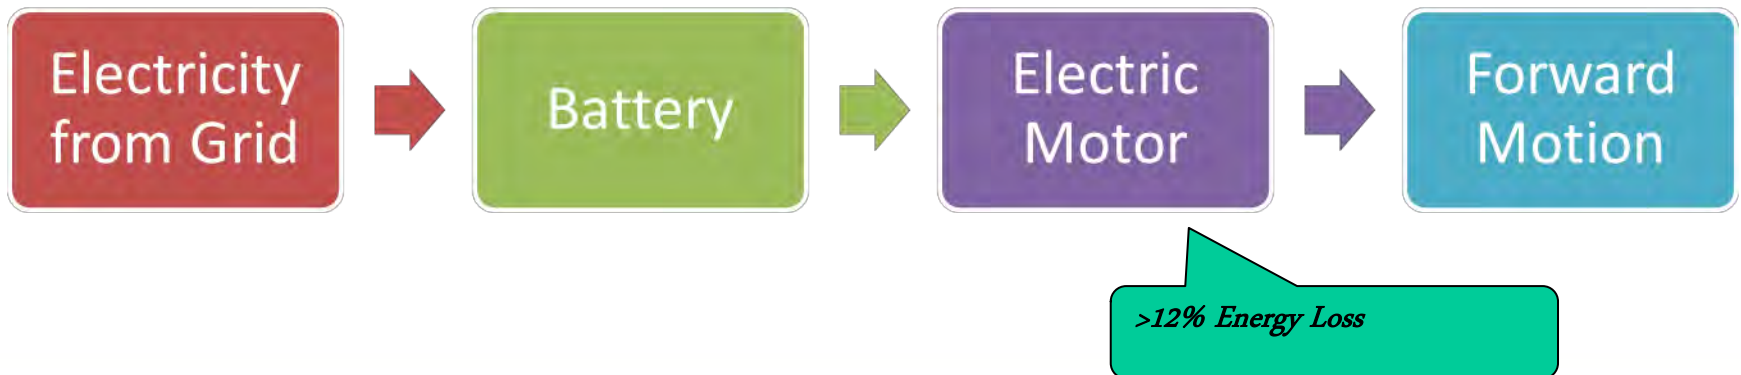 Electricity
from Grid
Battery
Electric
Motor
Forward
Motion
>12% Energy Loss